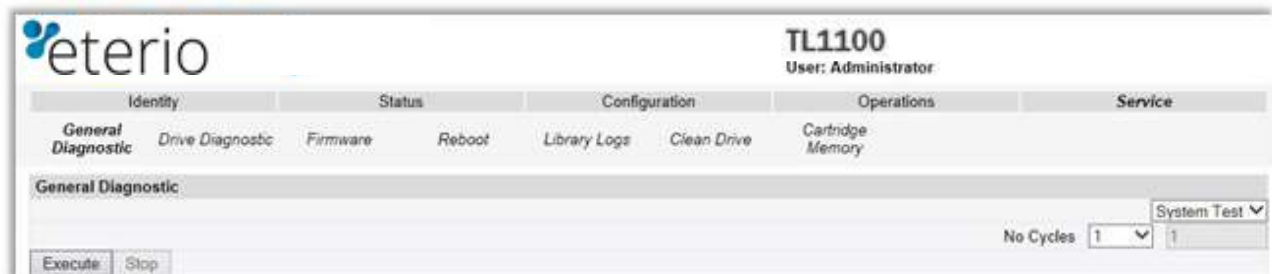 eterio
TL1100
User: Administrator
Identity Status Configuration Operations Service
General Diagnostic Drive Diagnostic Firmware Reboot Library Logs Clean Drive Cartridge Memory
General Diagnostic
System Test
No Cycles 1 1
Execute Stop